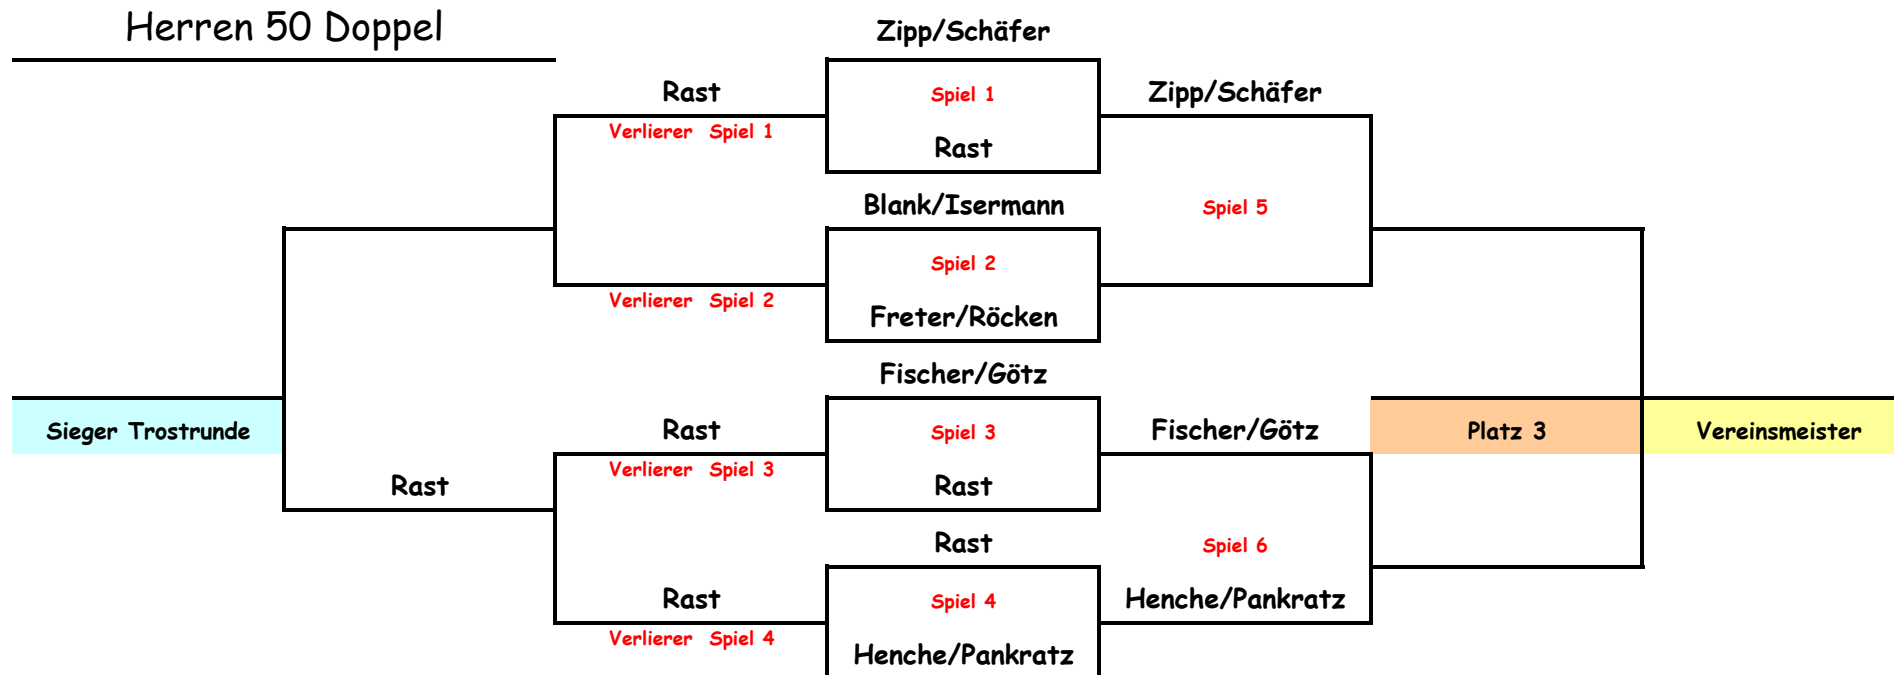 Herren 50 Doppel
Zipp/Schäfer
Rast
Spiel 1
Zipp/Schäfer
Verlierer Spiel 1
Rast
Blank/Isermann
Spiel 5
Spiel 2
Verlierer Spiel 2
Freter/Röcken
Fischer/Götz
Sieger Trostrunde
Rast
Spiel 3
Fischer/Götz
Platz 3
Vereinsmeister
Verlierer Spiel 3
Rast
Rast
Rast
Spiel 6
Rast
Spiel 4
Henche/Pankratz
Verlierer Spiel 4
Henche/Pankratz